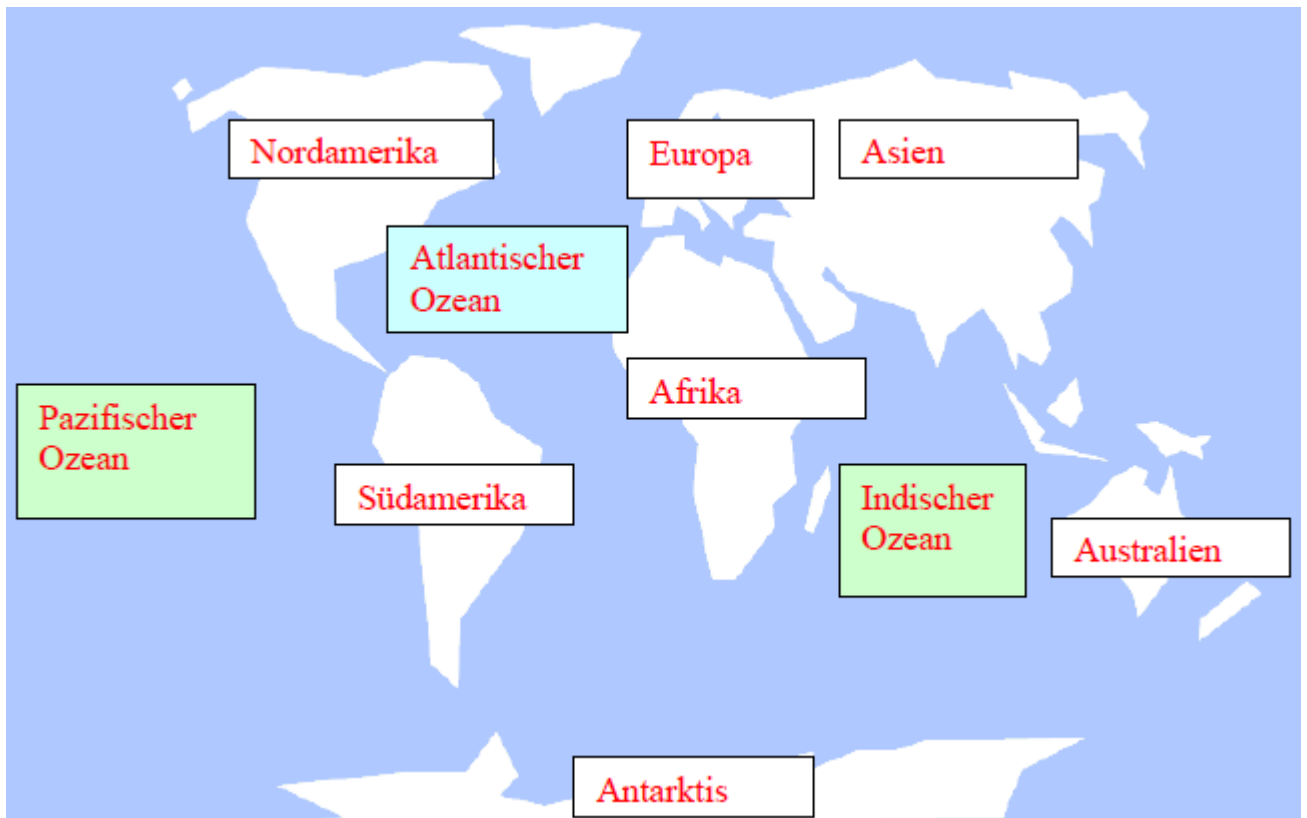 Nordamerika
Europa
Asien
Atlantischer
Ozean
Afrika
Pazifischer
Ozean
Südamerika
Indischer
Ozean
Australien
Antarktis